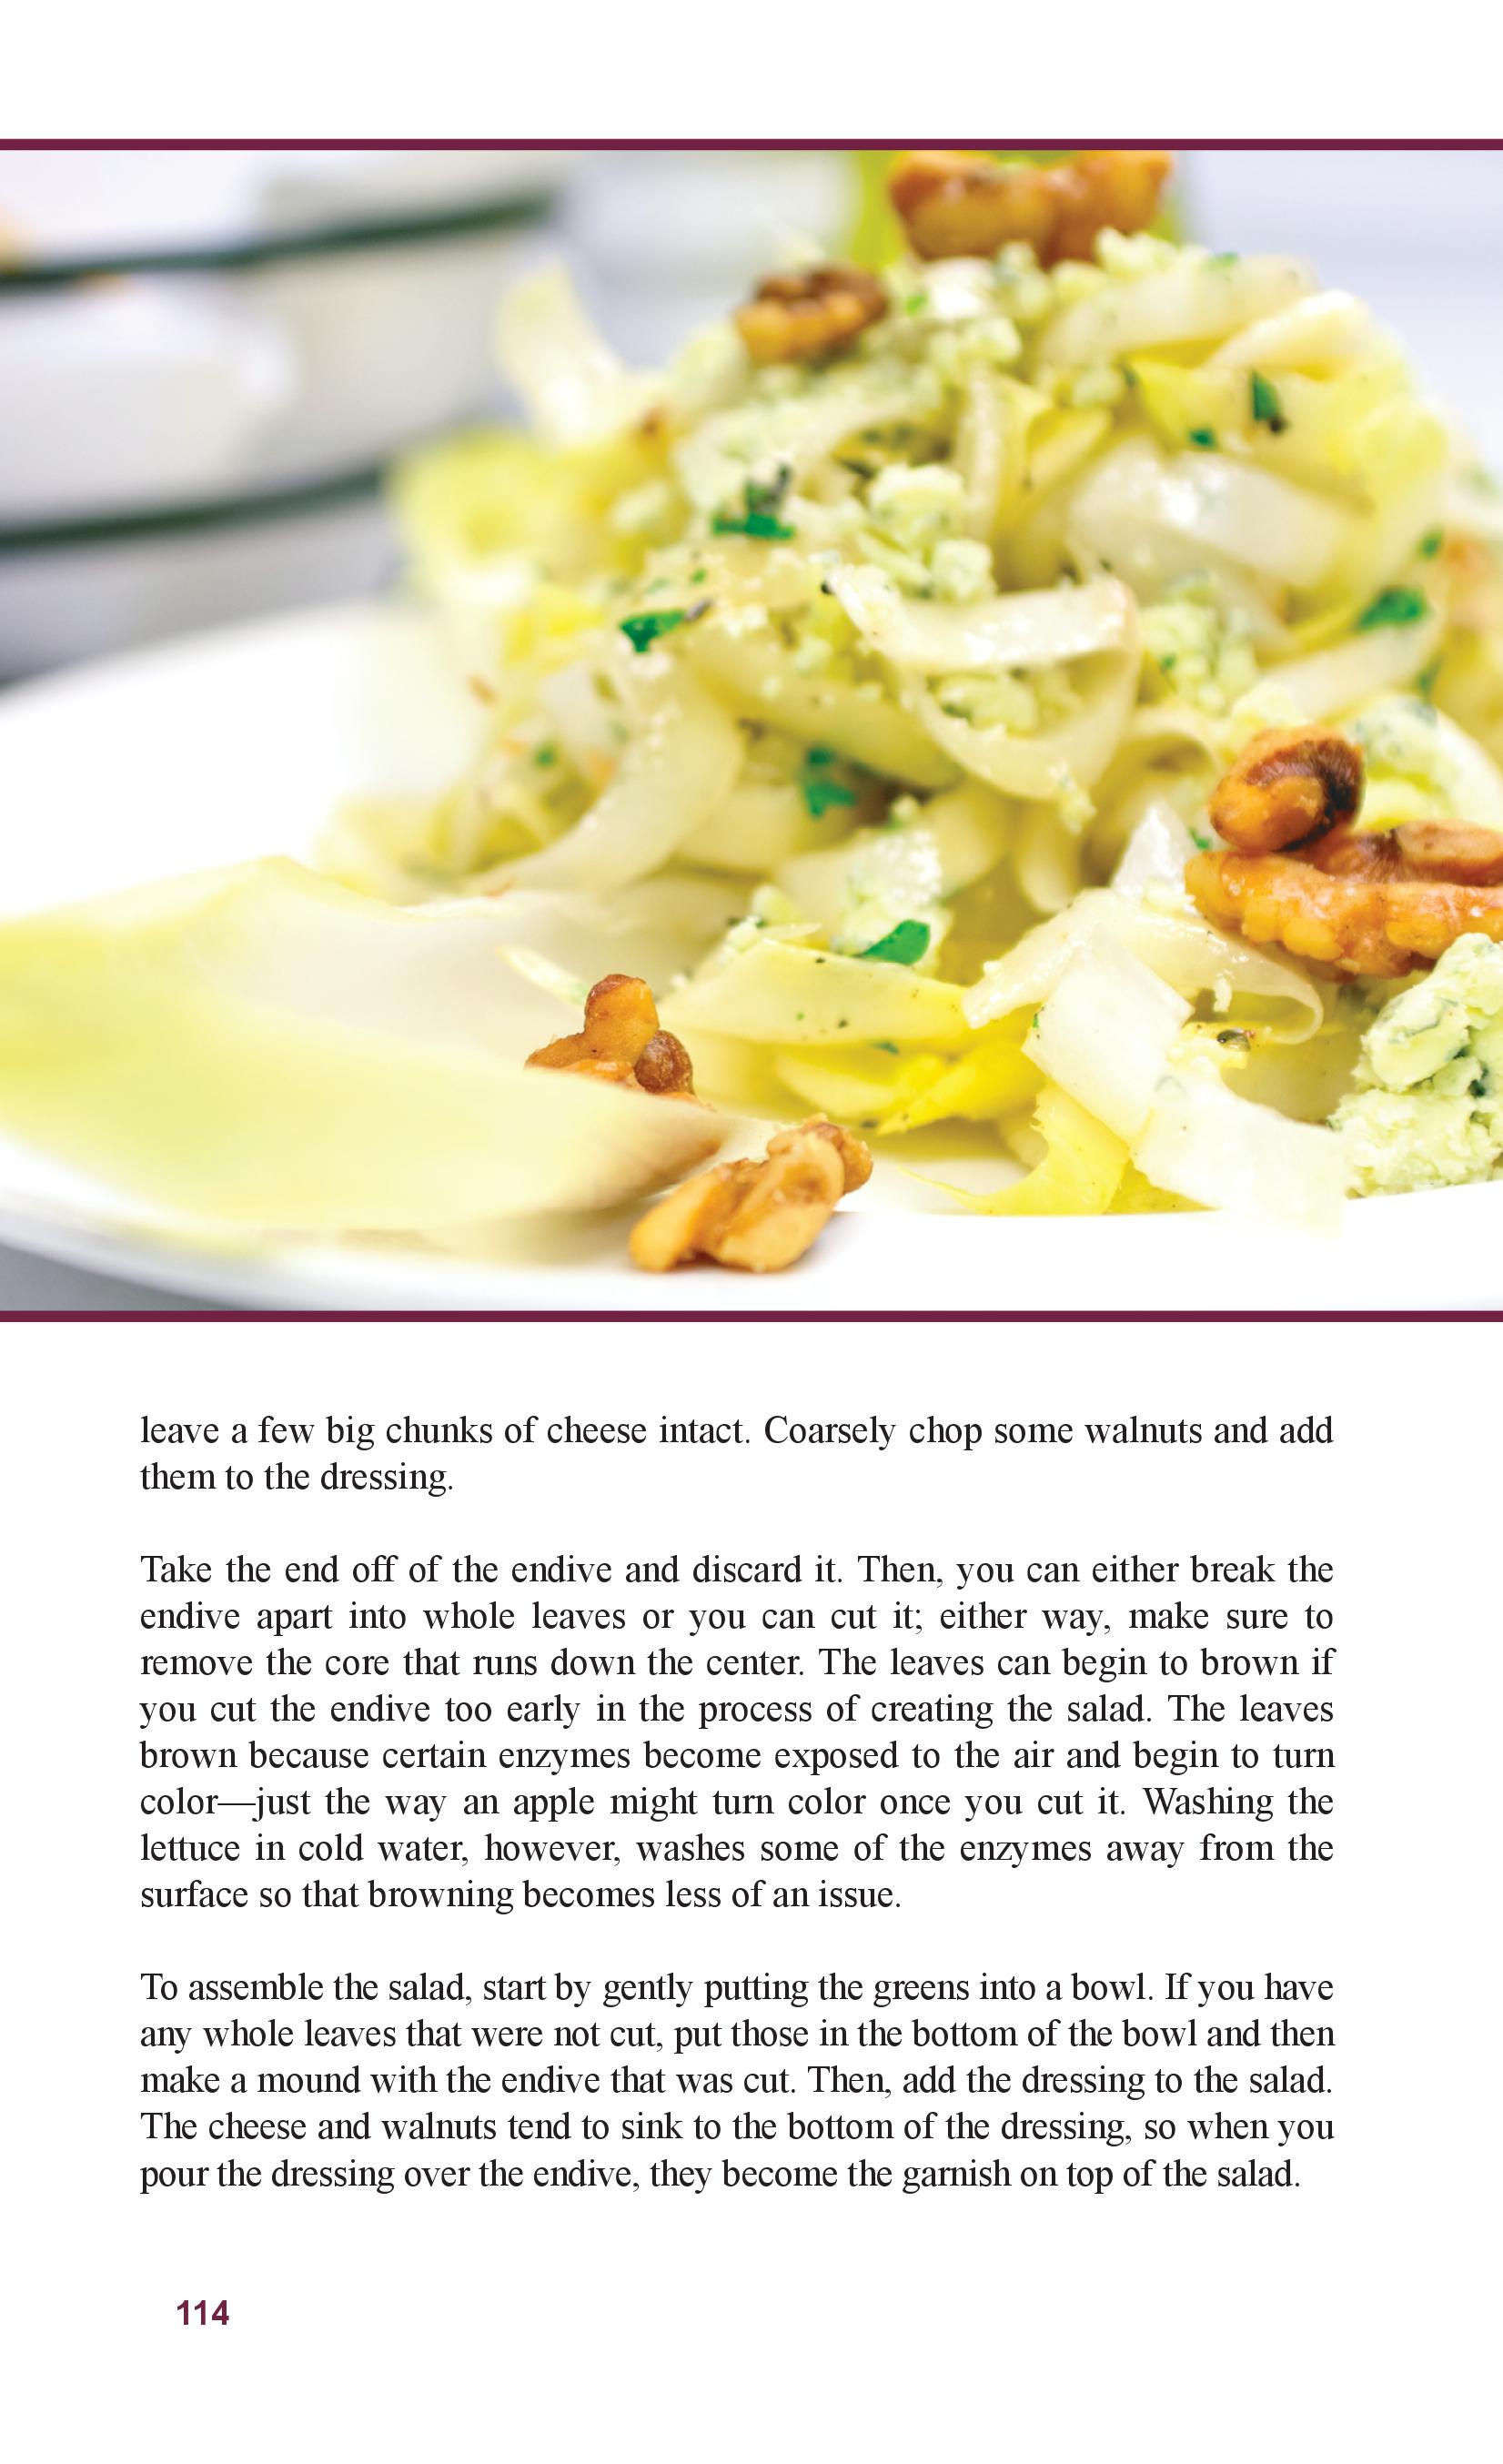 leave a few big chunks of cheese intact. Coarsely chop some walnuts and add
them to the dressing.
Take the end off of the endive and discard it. Then, you can either break the
endive apart into whole leaves or you can cut it; either way, make sure to
remove the core that runs down the center. The leaves can begin to brown if
you cut the endive too early in the process of creating the salad. The leaves
brown because certain enzymes become exposed to the air and begin to turn
color—just the way an apple might turn color once you cut it. Washing the
lettuce in cold water, however, washes some of the enzymes away from the
surface so that browning becomes less of an issue.
To assemble the salad, start by gently putting the greens into a bowl. If you have
any whole leaves that were not cut, put those in the bottom of the bowl and then
make a mound with the endive that was cut. Then, add the dressing to the salad.
The cheese and walnuts tend to sink to the bottom of the dressing, so when you
pour the dressing over the endive, they become the garnish on top of the salad.
114